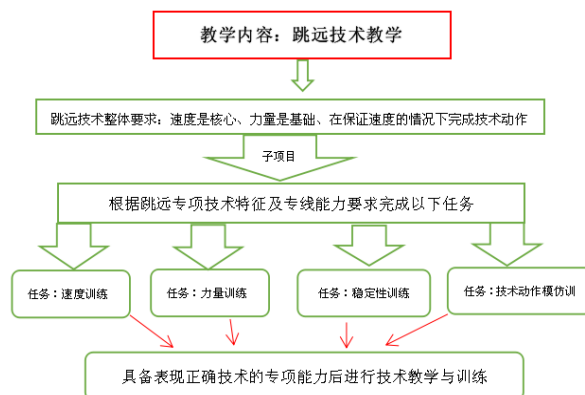 教学内容：跳远技术教学
跳远技术整体要求：速度是核心、力量是基础、在保证速度的情况下完成技术动作
子项目
根据跳远专项技术特征及专线能力要求完成以下任务
任务：速度训练
任务：力量训练
任务：稳定性训练
任务：技术动作模仿训
具备表现正确技术的专项能力后进行技术教学与训练